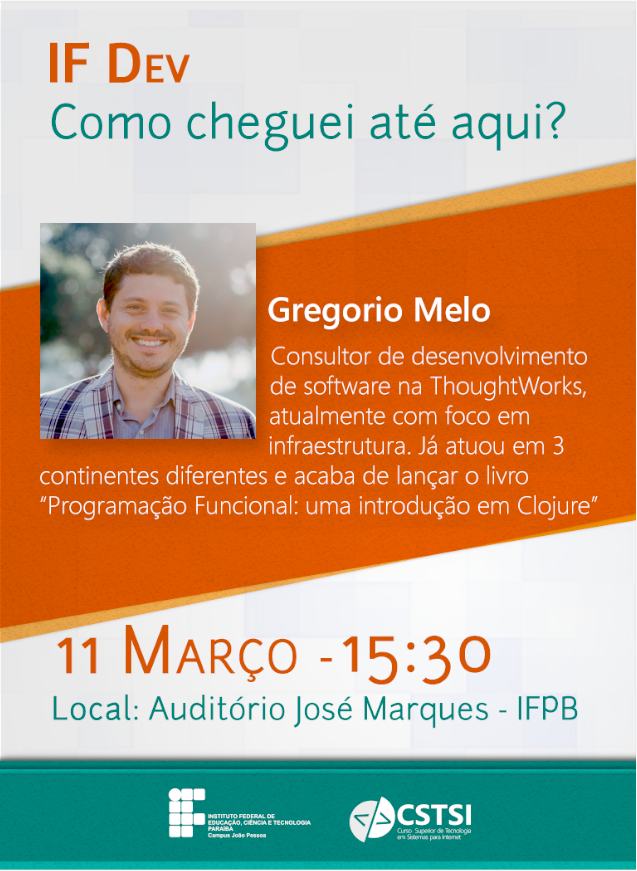 IF DEV
Como cheguei até aqui?
Gregorio Melo
Consultor de desenvolvimento
de software na ThoughtWorks,
atualmente com foco em
infraestrutura. Já atuou em 3
continentes diferentes e acaba de lançar o livro
“Programação Funcional: uma introdução em Clojure”
11 MARÇO - 15:30
Local: Auditório José Marques - IFPB
INSTITUTO FEDERAL DE
EDUCAÇÃO, CIÊNCIA E TECNOLOGIA
PARAÍBA
Campus João Pessoa
</> CSTSI
Curso Superior de Tecnologia
em Sistemas para Internet